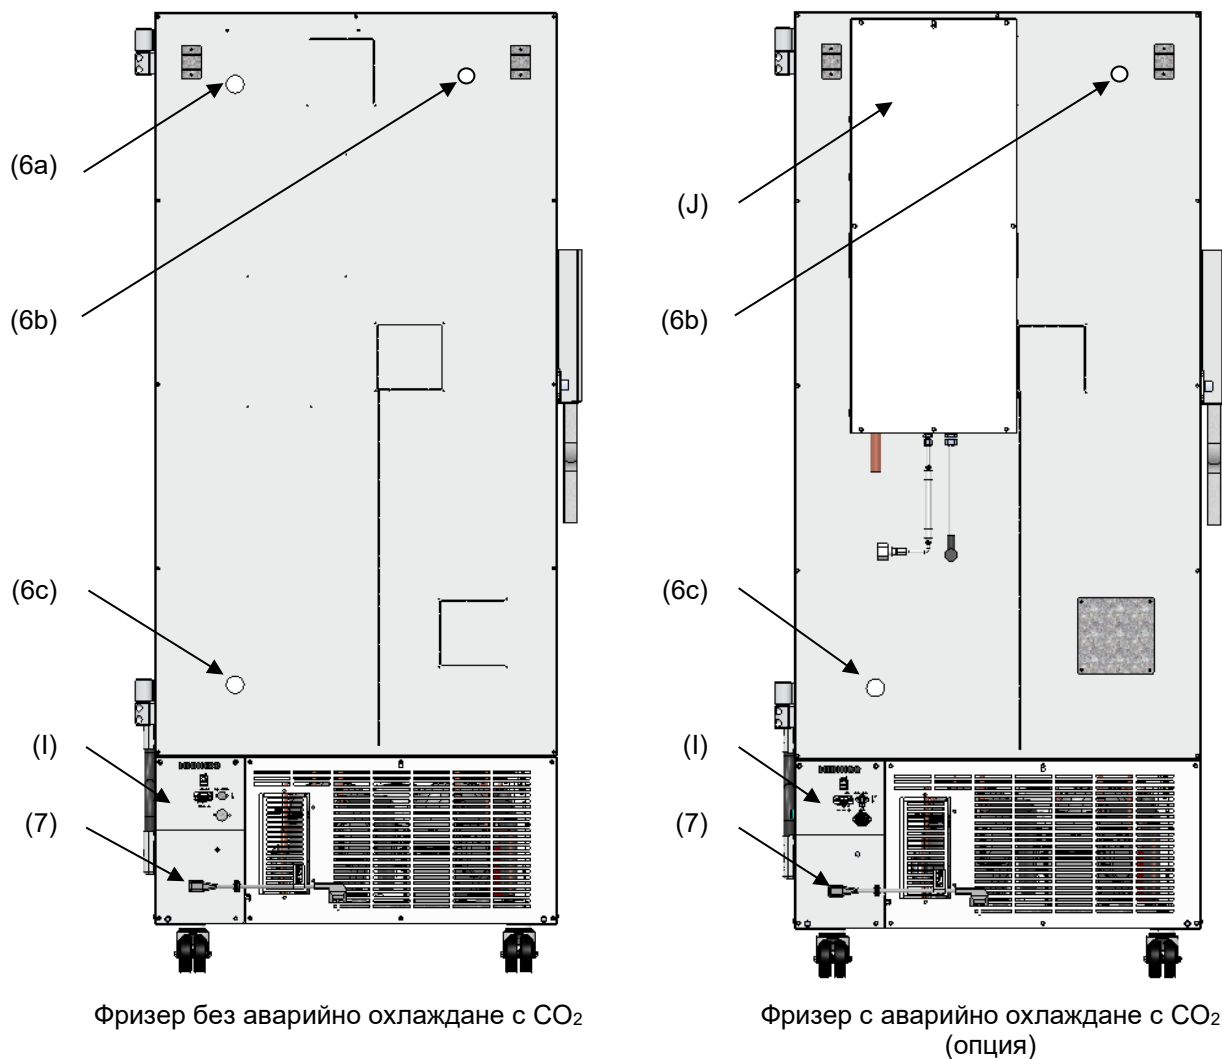 (6a)
(6b)
(6c)
(I)
(7)
(J)
(6b)
(6c)
(I)
(7)
Фризер без аварийно охлаждане с CO₂
Фризер с аварийно охлаждане с CO₂
(опция)